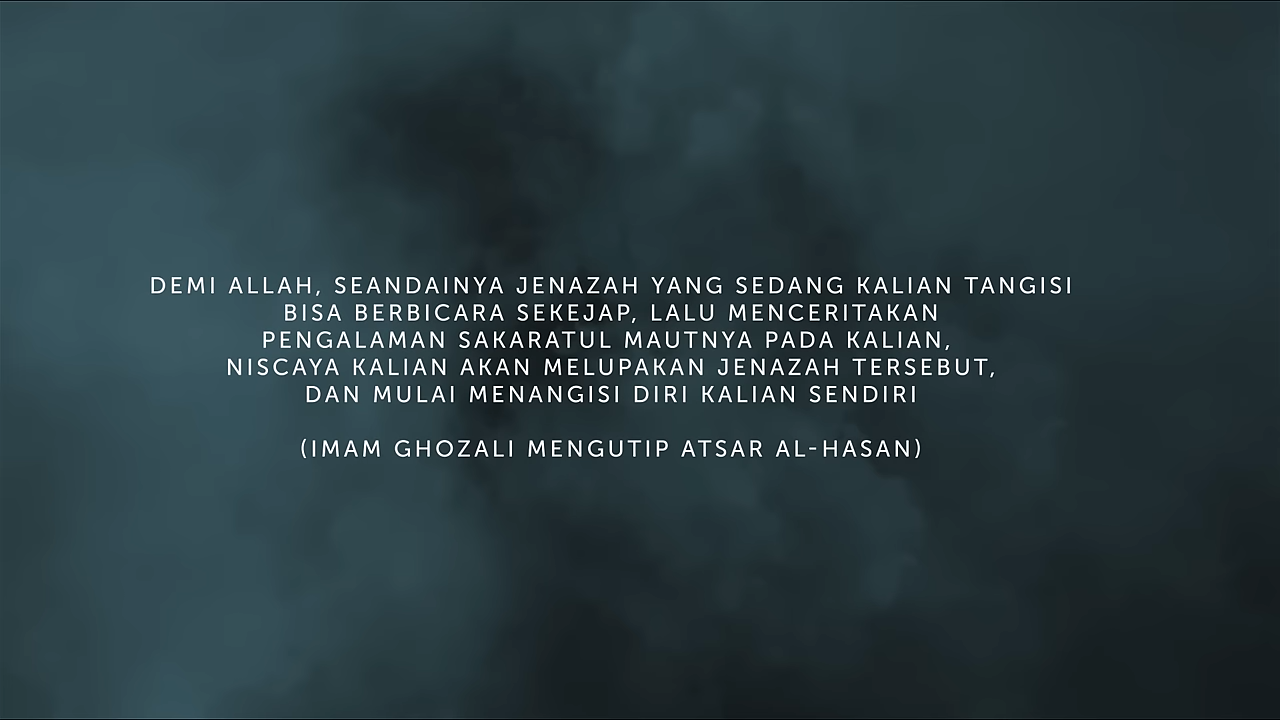 DEMI ALLAH, SEANDAINYA JENAZAH YANG SEDANG KALIAN TANGISI
BISA BERBICARA SEKEJAP, LALU MENCERITAKAN
PENGALAMAN SAKARATUL MAUTNYA PADA KALIAN,
NISCAYA KALIAN AKAN MELUPAKAN JENAZAH TERSEBUT,
DAN MULAI MENANGISI DIRI KALIAN SENDIRI
(IMAM GHOZALI MENGUTIP ATSAR AL-HASAN)